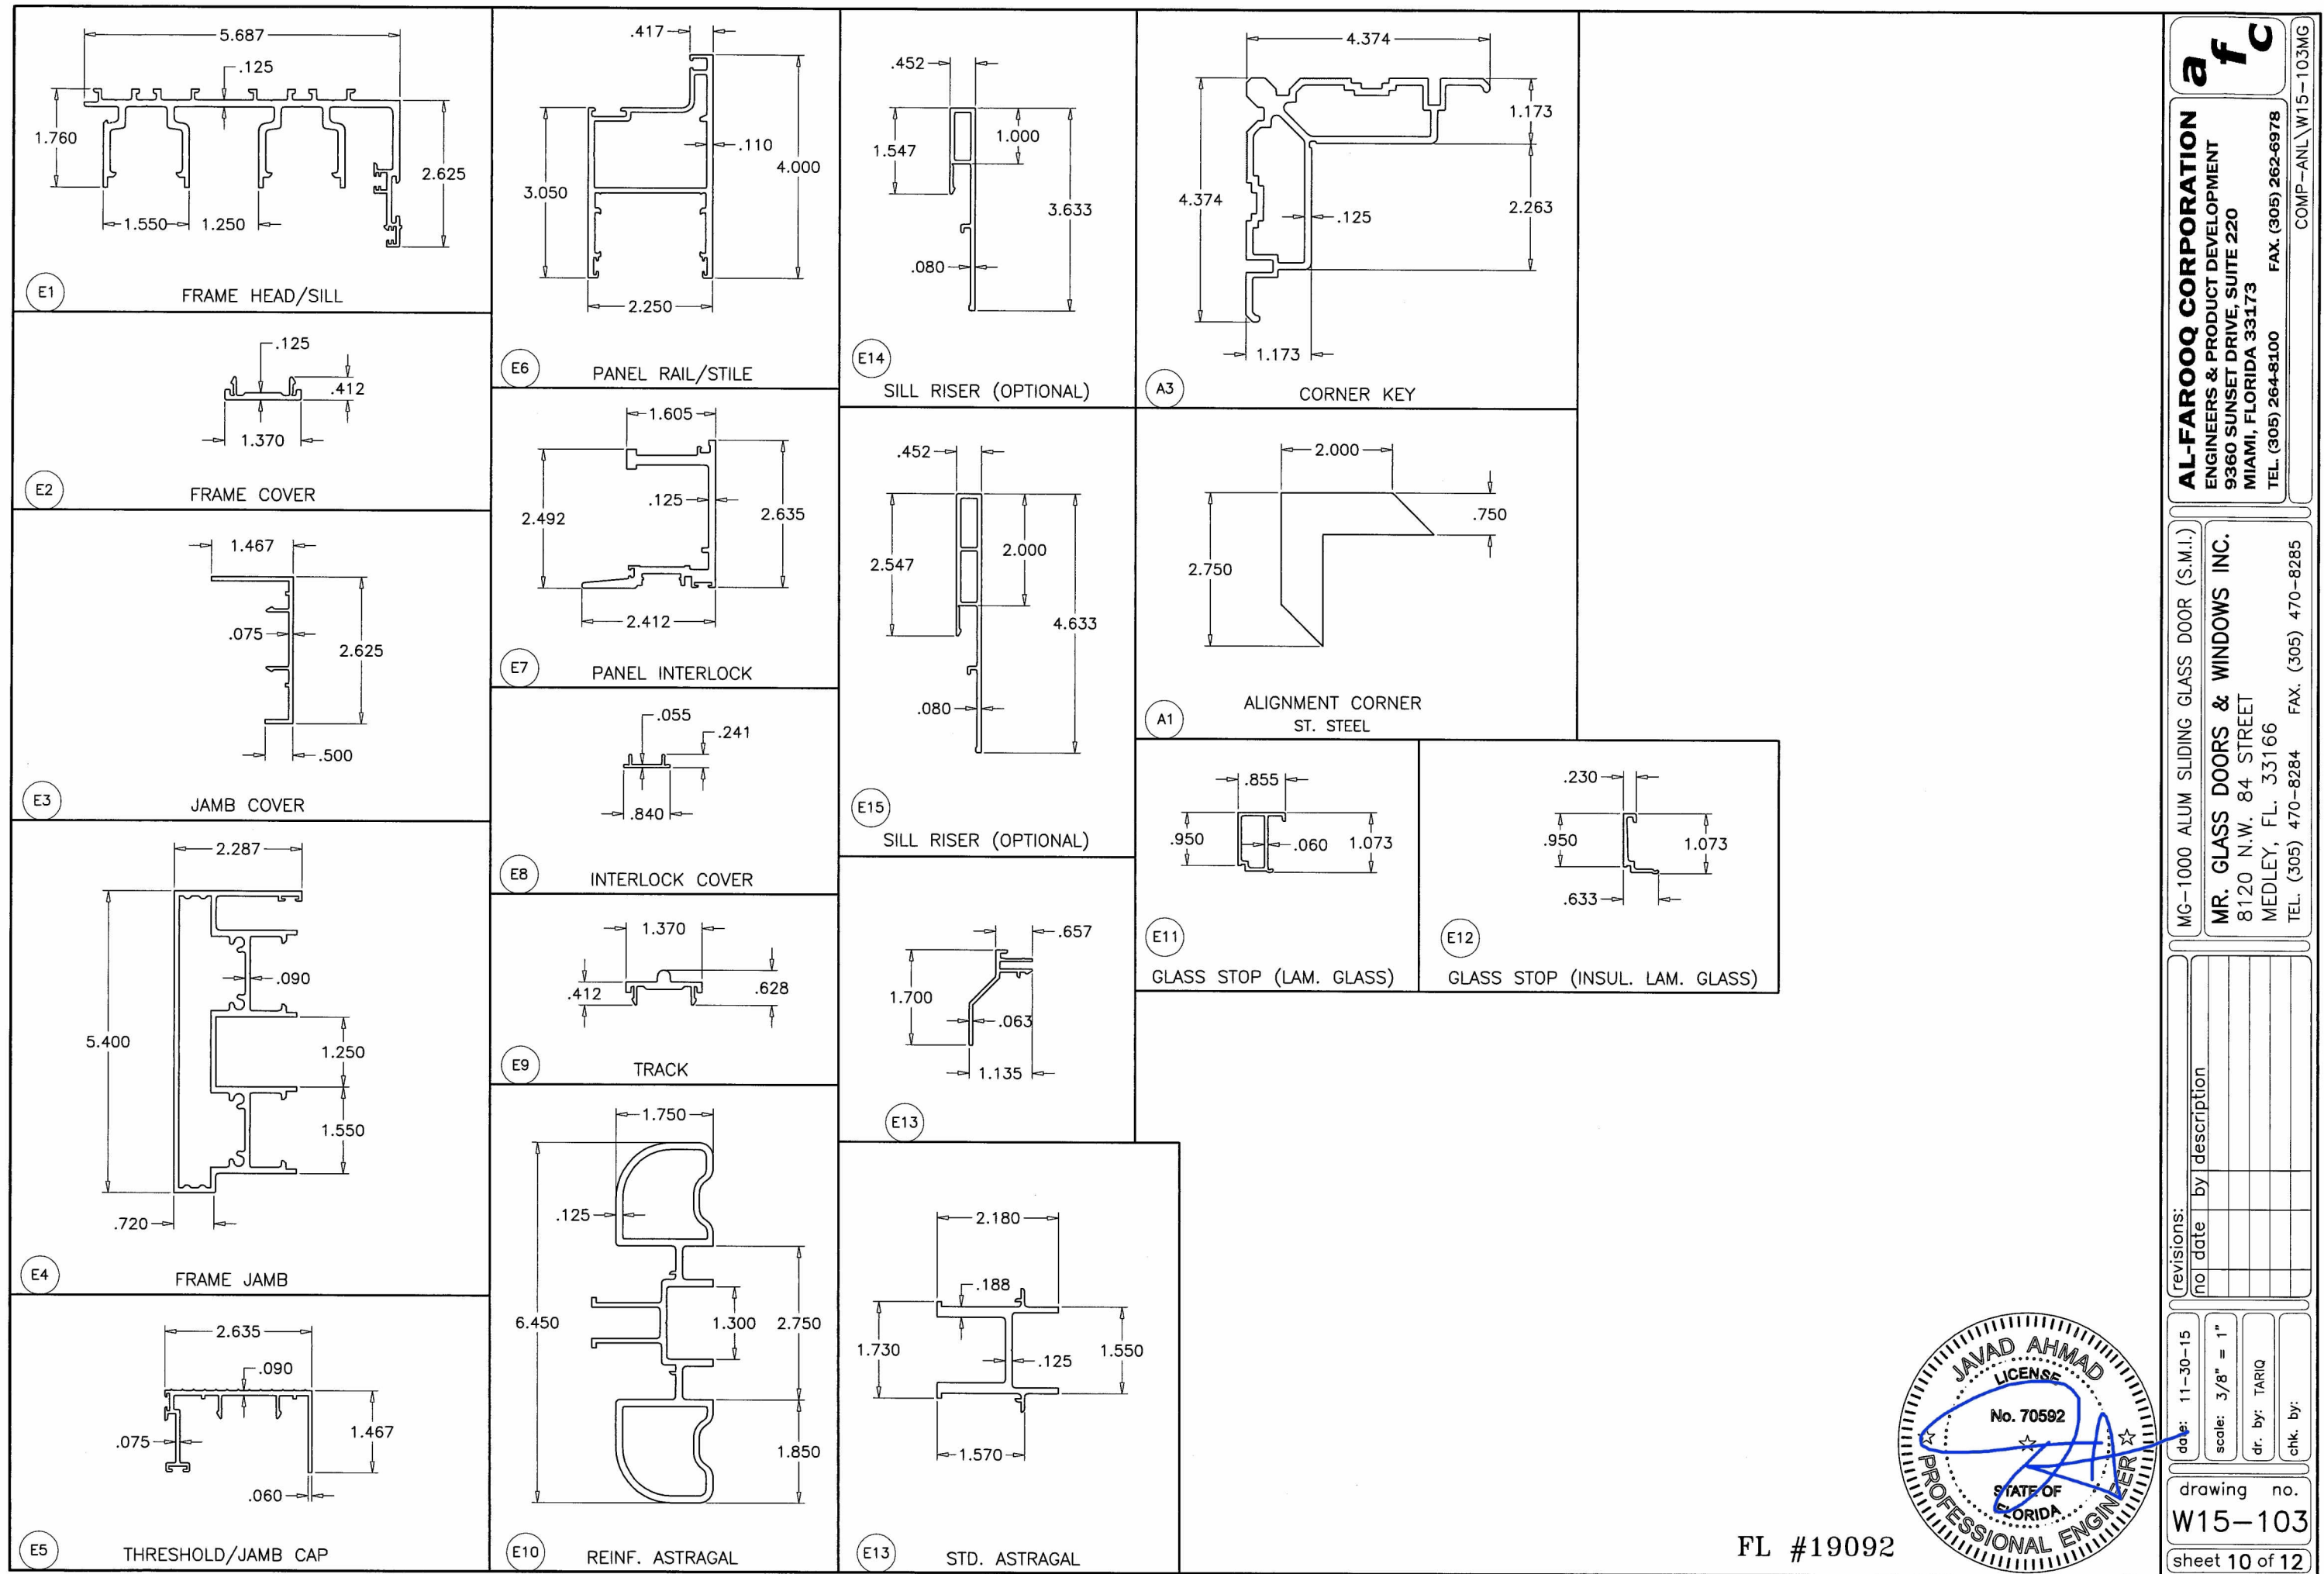 5.687
.125
1.760
2.625
1.550
1.250
E1
FRAME HEAD/SILL
.125
.412
1.370
E2
FRAME COVER
1.467
.075
2.625
.500
E3
JAMB COVER
2.287
.090
5.400
1.250
1.550
.720
E4
FRAME JAMB
2.635
.090
.075
1.467
.060
E5
THRESHOLD/JAMB CAP
.417
.110
4.000
3.050
2.250
E6
PANEL RAIL/STILE
1.605
.125
2.492
2.635
2.412
E7
PANEL INTERLOCK
.055
.241
.840
E8
INTERLOCK COVER
1.370
.412
.628
E9
TRACK
1.750
.125
6.450
1.300
2.750
1.850
E10
REINF. ASTRAGAL
.452
1.000
1.547
3.633
.080
E14
SILL RISER (OPTIONAL)
.452
2.547
2.000
4.633
.080
E15
SILL RISER (OPTIONAL)
.657
1.700
.063
1.135
E13
2.180
.188
1.730
.125
1.550
1.570
E13
STD. ASTRAGAL
4.374
1.173
4.374
.125
2.263
1.173
A3
CORNER KEY
2.000
.750
2.750
A1
ALIGNMENT CORNER
ST. STEEL
.855
.950
.060
1.073
E11
GLASS STOP (LAM. GLASS)
.230
.950
1.073
.633
E12
GLASS STOP (INSUL. LAM. GLASS)
FL #19092
JAVAD AHMAD
LICENSE
No. 70592
STATE OF
FLORIDA
PROFESSIONAL ENGINEER
afc
AL-FAROOQ CORPORATION
ENGINEERS & PRODUCT DEVELOPMENT
9360 SUNSET DRIVE, SUITE 220
MIAMI, FLORIDA 33173
TEL. (305) 264-8100 FAX. (305) 262-6978
COMP-ANL\W15-103MG
MG-1000 ALUM SLIDING GLASS DOOR (S.M.I.)
MR. GLASS DOORS & WINDOWS INC.
8120 N.W. 84 STREET
MEDLEY, FL. 33166
TEL. (305) 470-8284 FAX. (305) 470-8285
revisions:
no date by description
date: 11-30-15
scale: 3/8" = 1"
dr. by: TARIQ
chk. by:
drawing no.
W15-103
sheet 10 of 12